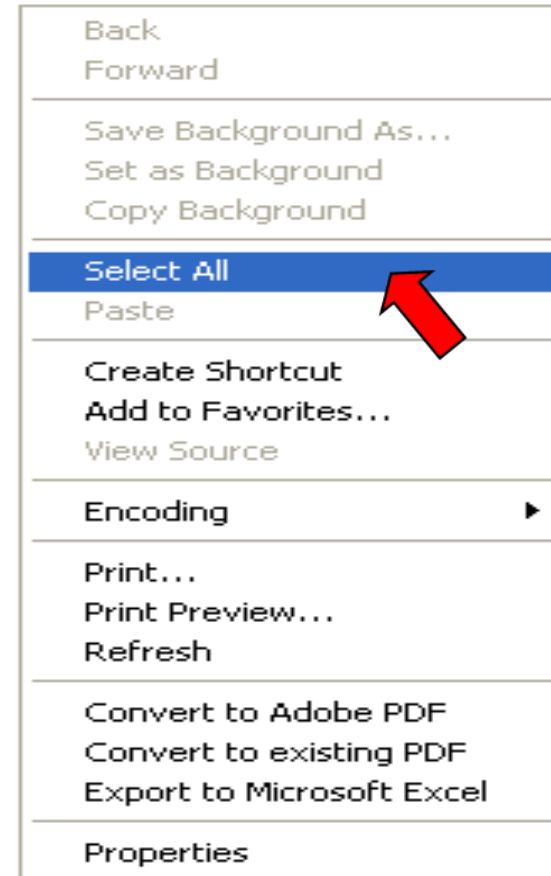 Back
Forward
Save Background As...
Set as Background
Copy Background
Select All
Paste
Create Shortcut
Add to Favorites...
View Source
Encoding
Print...
Print Preview...
Refresh
Convert to Adobe PDF
Convert to existing PDF
Export to Microsoft Excel
Properties